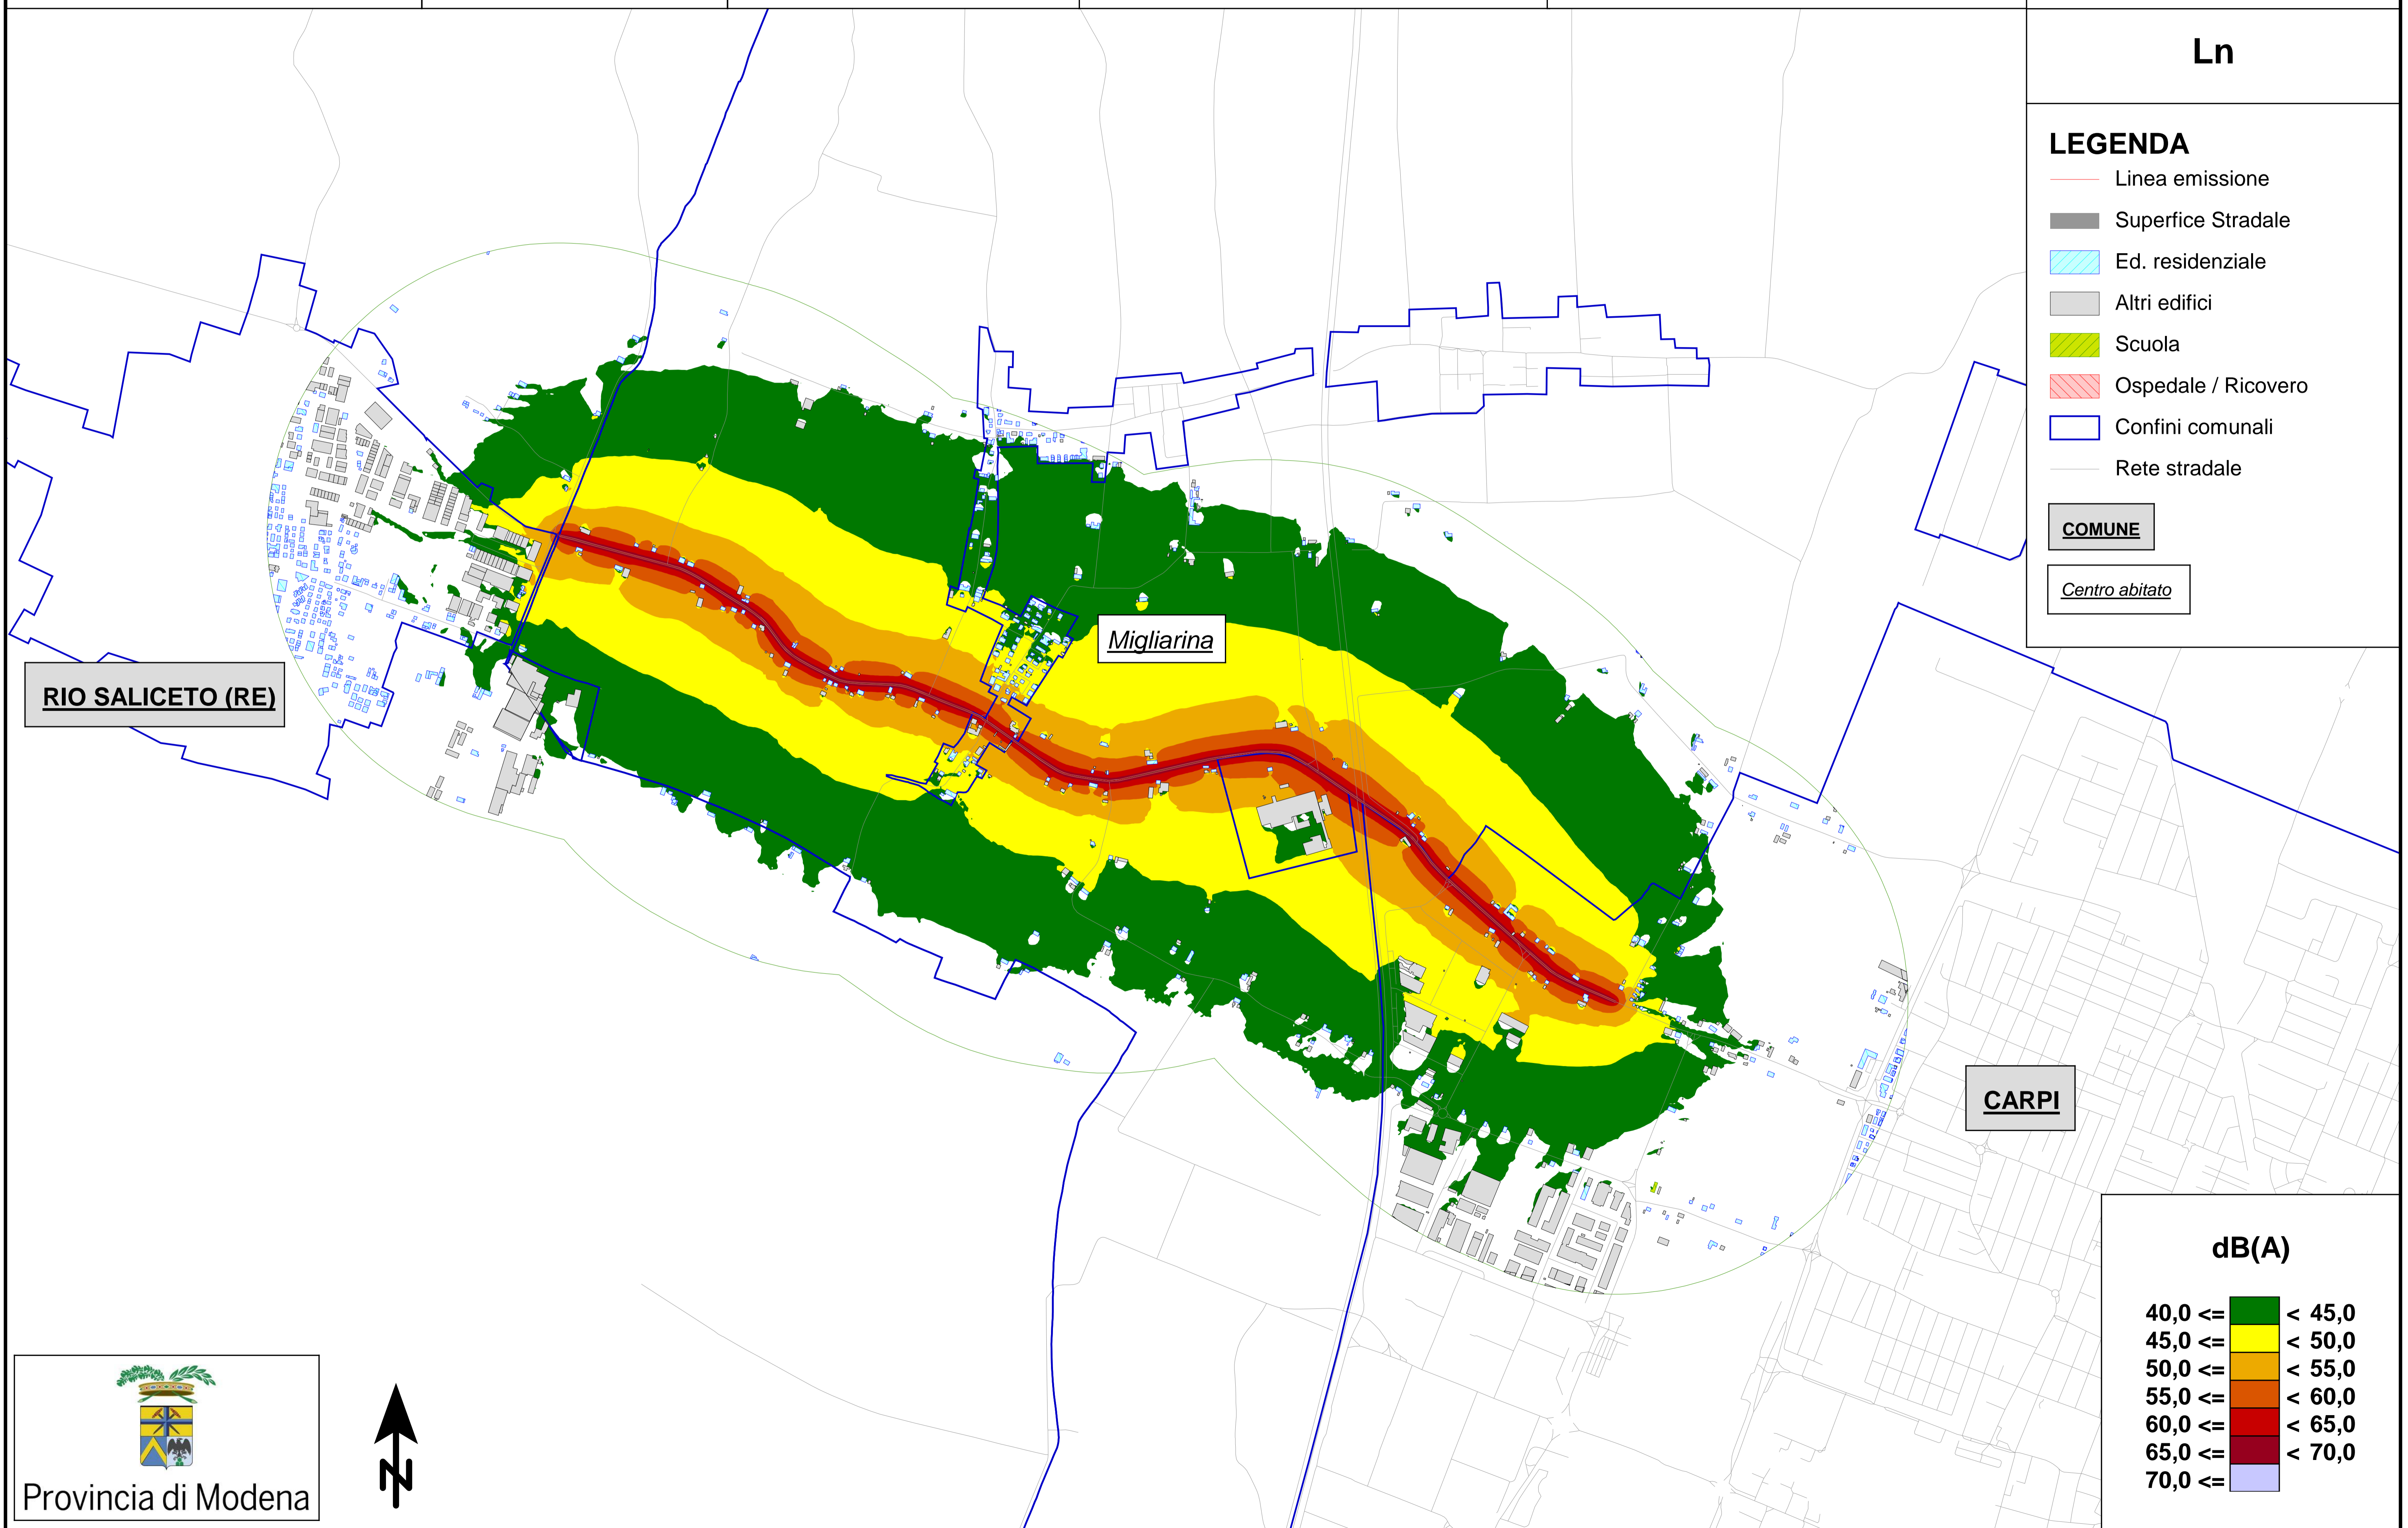 Ln
LEGENDA
Linea emissione
Superfice Stradale
Ed. residenziale
Altri edifici
Scuola
Ospedale / Ricovero
Confini comunali
Rete stradale
COMUNE
Centro abitato
Migliarina
RIO SALICETO (RE)
CARPI
dB(A)
40,0 <= < 45,0
45,0 <= < 50,0
50,0 <= < 55,0
55,0 <= < 60,0
60,0 <= < 65,0
65,0 <= < 70,0
70,0 <=
N
Provincia di Modena